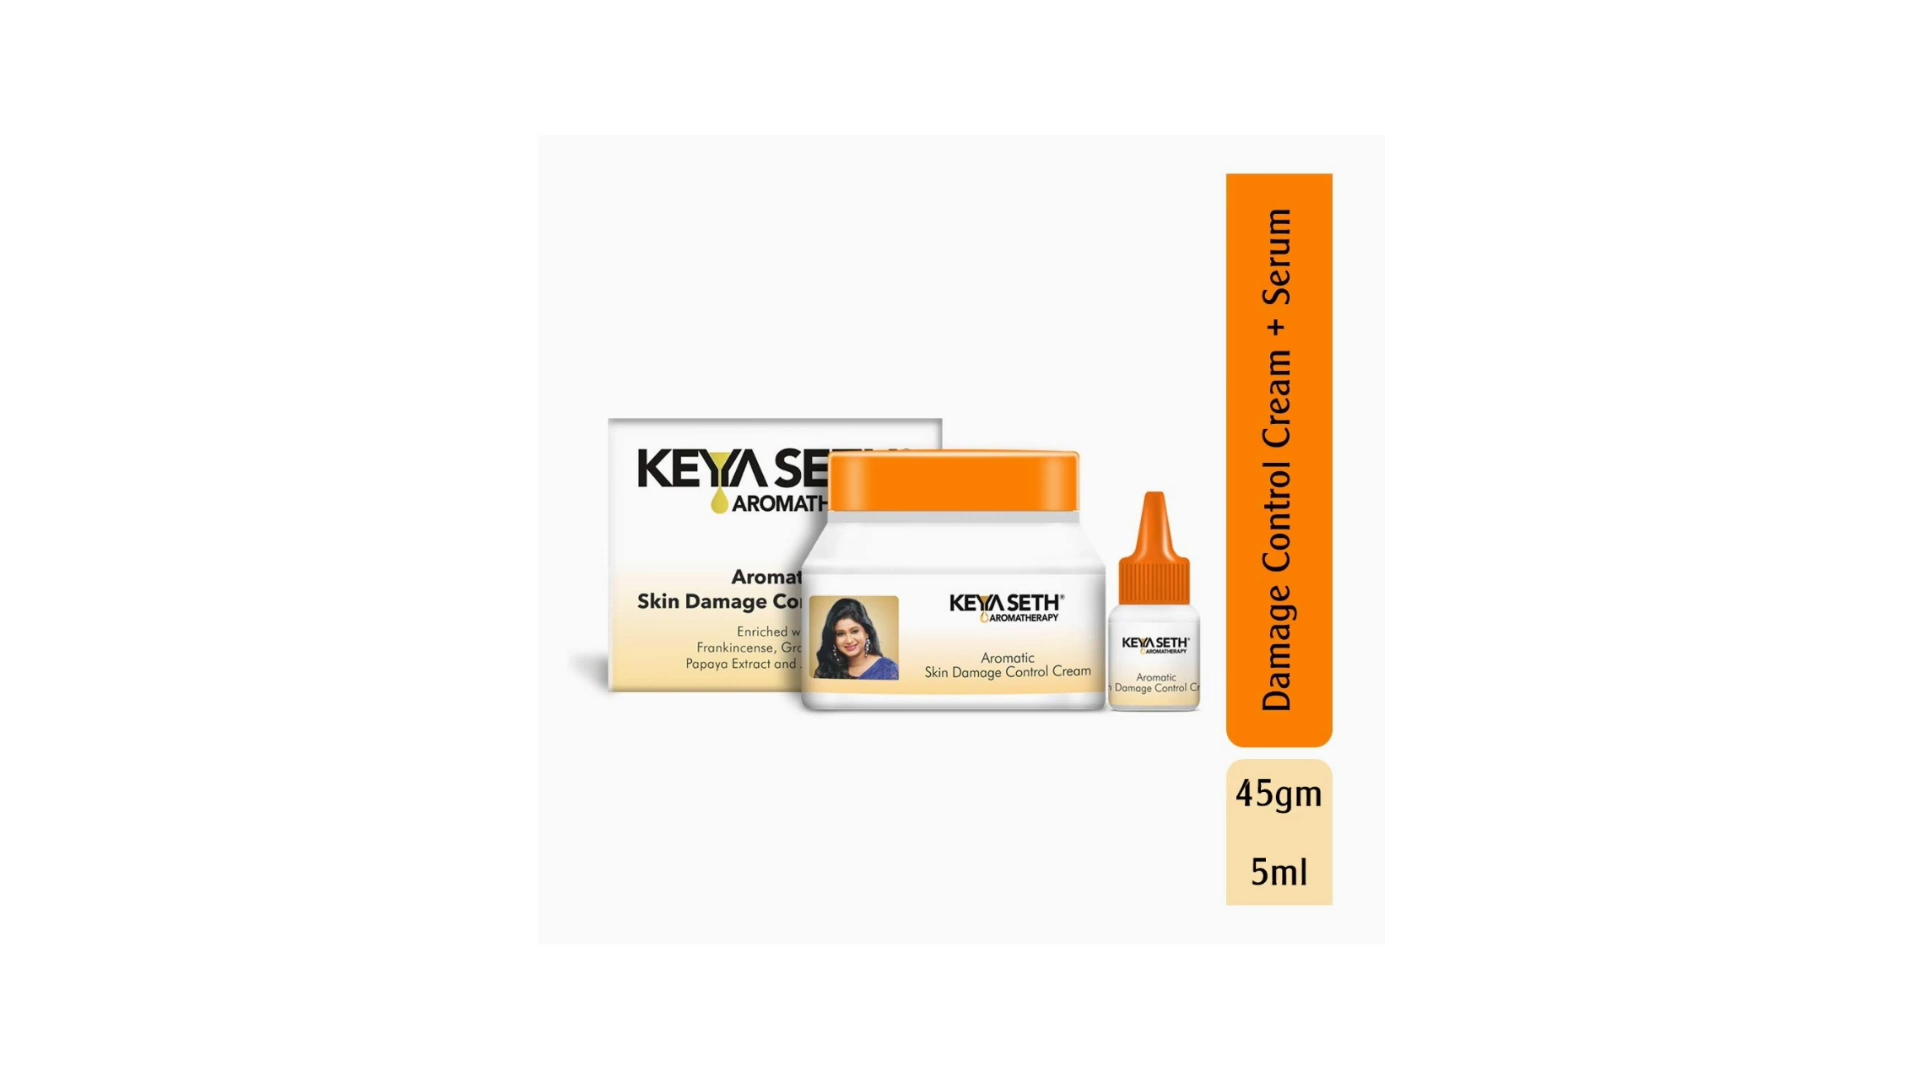 KEYA SE
AROMATH
Aromat
Skin Damage Co
Enriched w
Frankincense, Gr
Papaya Extract and
KEYA SETH®
AROMATHERAPY
Aromatic
Skin Damage Control Cream
KEYA SETH®
AROMATHERAPY
Aromatic
Damage Control Cr
Damage Control Cream + Serum
45gm
5ml